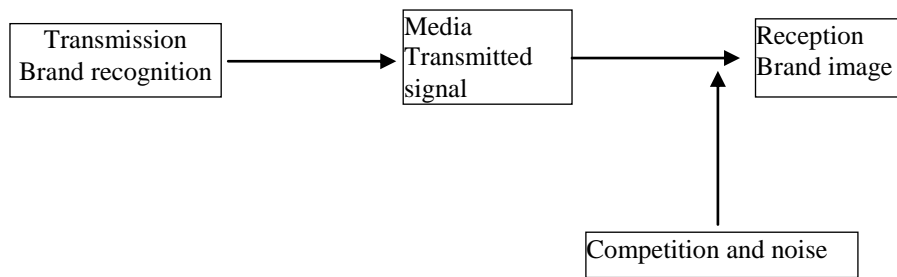 Transmission
Brand recognition
Media
Transmitted
signal
Reception
Brand image
Competition and noise